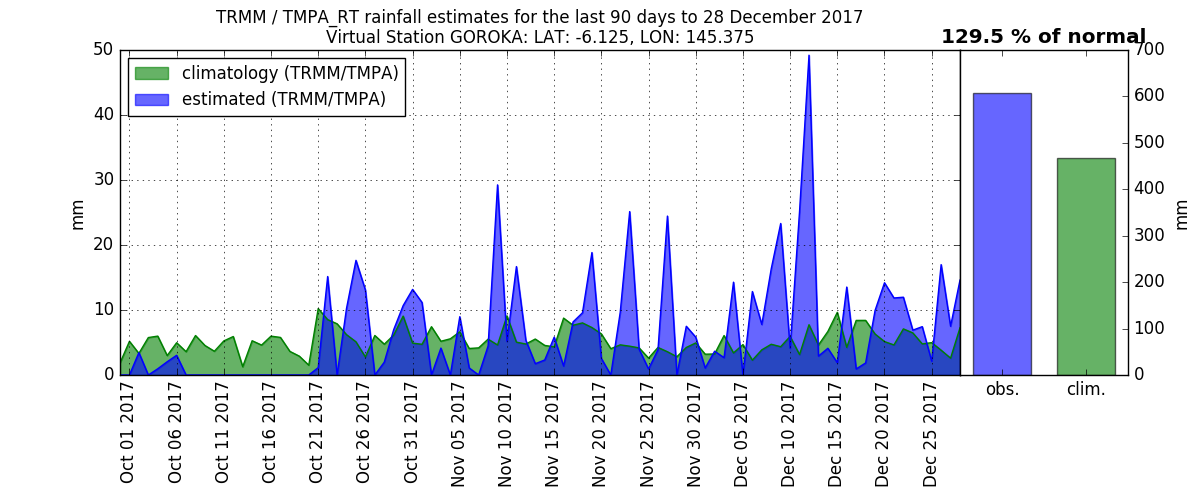 TRMM / TMPA_RT rainfall estimates for the last 90 days to 28 December 2017
Virtual Station GOROKA: LAT: -6.125, LON: 145.375
129.5 % of normal
climatology (TRMM/TMPA)
estimated (TRMM/TMPA)
50
40
30
20
10
0
mm
700
600
500
400
300
200
100
0
mm
obs.
clim.
Oct 01 2017
Oct 06 2017
Oct 11 2017
Oct 16 2017
Oct 21 2017
Oct 26 2017
Oct 31 2017
Nov 05 2017
Nov 10 2017
Nov 15 2017
Nov 20 2017
Nov 25 2017
Nov 30 2017
Dec 05 2017
Dec 10 2017
Dec 15 2017
Dec 20 2017
Dec 25 2017